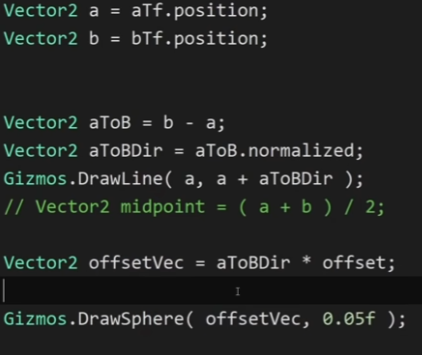 Vector2 a = aTf.position;
Vector2 b = bTf.position;
Vector2 aToB = b - a;
Vector2 aToBDir = aToB.normalized;
Gizmos.DrawLine( a, a + aToBDir );
// Vector2 midpoint = ( a + b ) / 2;
Vector2 offsetVec = aToBDir * offset;
Gizmos.DrawSphere( offsetVec, 0.05f );